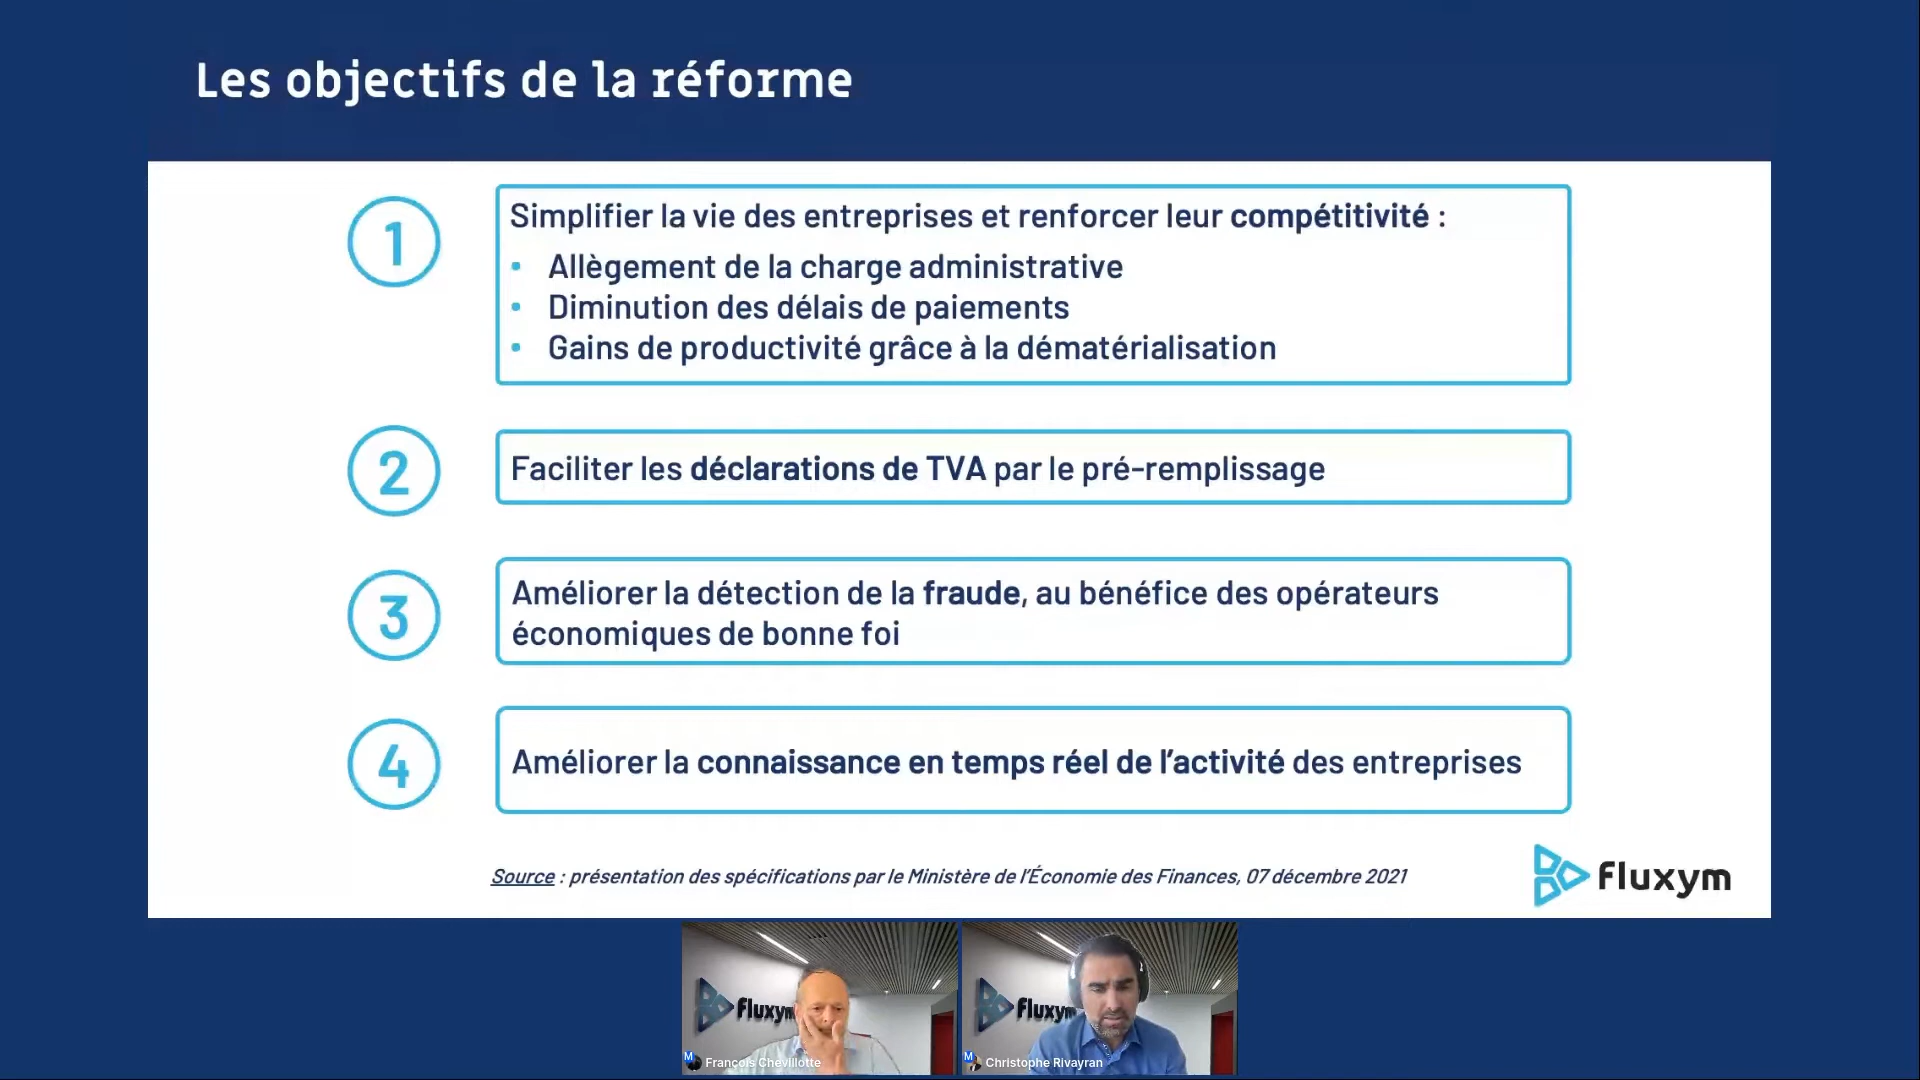 Les objectifs de la réforme
1
Simplifier la vie des entreprises et renforcer leur compétitivité :
• Allègement de la charge administrative
• Diminution des délais de paiements
• Gains de productivité grâce à la dématérialisation
2
Faciliter les déclarations de TVA par le pré-remplissage
3
Améliorer la détection de la fraude, au bénéfice des opérateurs
économiques de bonne foi
4
Améliorer la connaissance en temps réel de l'activité des entreprises
Source : présentation des spécifications par le Ministère de l'Économie des Finances, 07 décembre 2021
fluxym
fluxym
fluxym
M
François Chevillotte
M
Christophe Rivayran